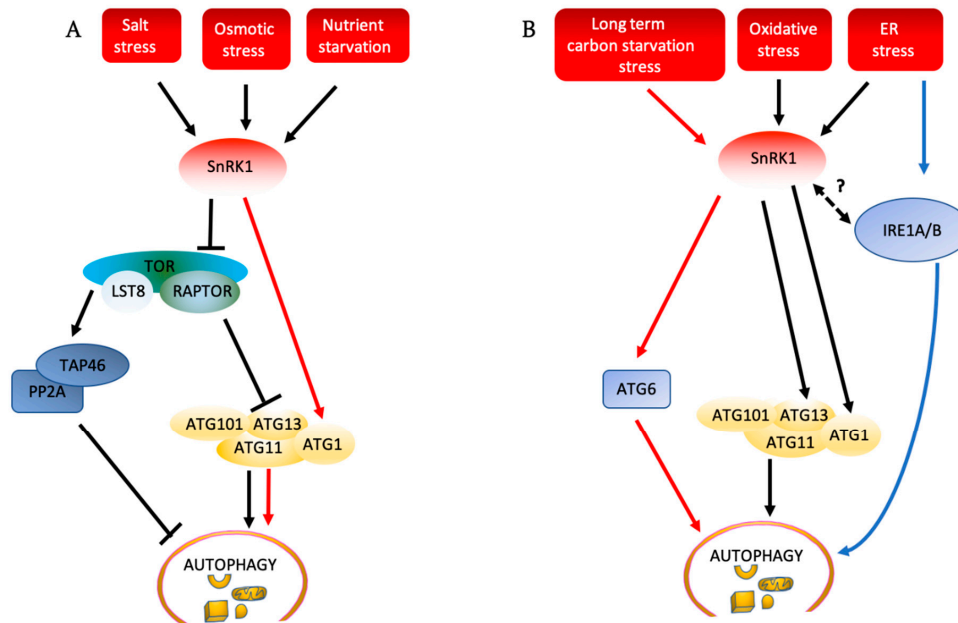 A
Salt
stress
Osmotic
stress
Nutrient
starvation
SnRK1
TOR
LST8
RAPTOR
TAP46
PP2A
ATG101
ATG13
ATG11
ATG1
AUTOPHAGY
B
Long term
carbon starvation
stress
Oxidative
stress
ER
stress
SnRK1
?
IRE1A/B
ATG6
ATG101
ATG13
ATG11
ATG1
AUTOPHAGY